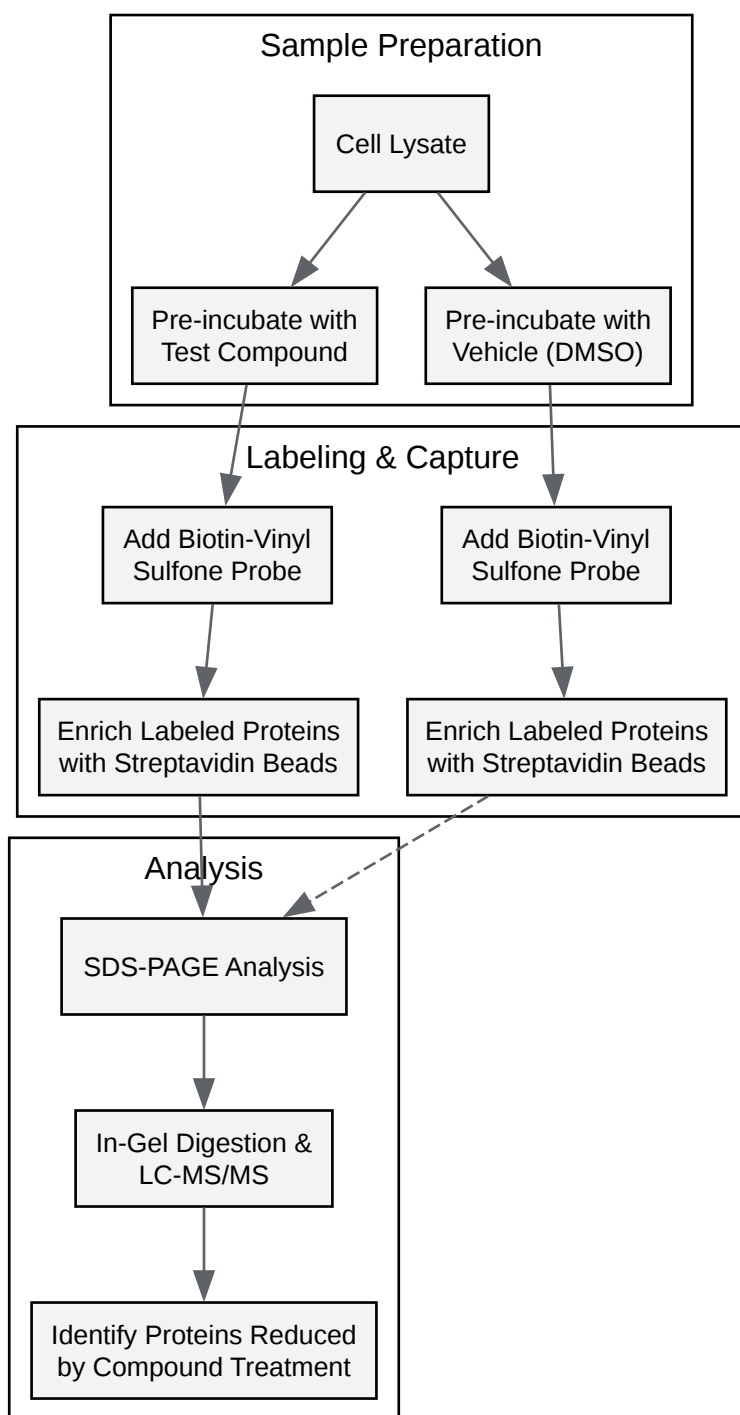 Sample Preparation
Cell Lysate
Pre-incubate with
Test Compound
Pre-incubate with
Vehicle (DMSO)
Labeling & Capture
Add Biotin-Vinyl
Sulfone Probe
Add Biotin-Vinyl
Sulfone Probe
Enrich Labeled Proteins
with Streptavidin Beads
Enrich Labeled Proteins
with Streptavidin Beads
Analysis
SDS-PAGE Analysis
In-Gel Digestion &
LC-MS/MS
Identify Proteins Reduced
by Compound Treatment